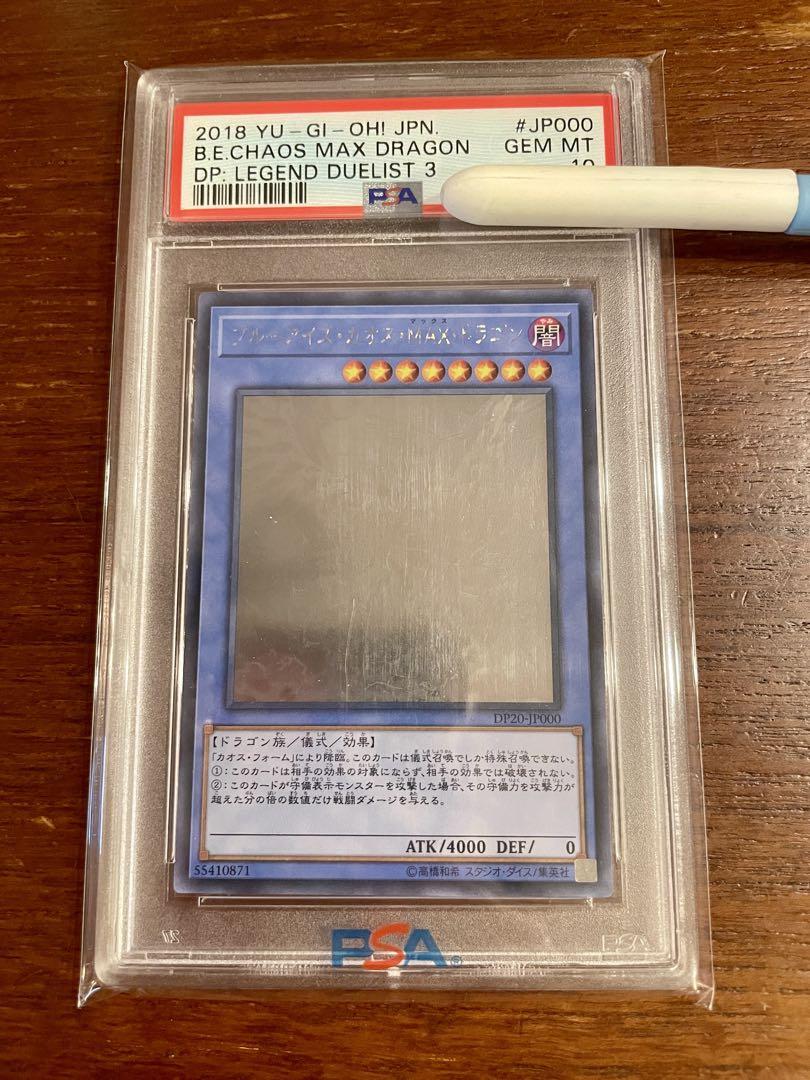 2018 YU-GI-OH! JPN. #JP000
B.E.CHAOS MAX DRAGON GEM MT
DP: LEGEND DUELIST 3 10
PSA
マックス やみ
ブルーアイズ・カオス・MAX・ドラゴン 闇
DP20-JP000
【ドラゴン族/儀式/効果】
「カオス・フォーム」により降臨。このカードは儀式召喚でしか特殊召喚できない。
①:このカードは相手の効果の対象にならず、相手の効果では破壊されない。
②:このカードが守備表示モンスターを攻撃した場合、その守備力を攻撃力が
超えた分の倍の数値だけ戦闘ダメージを与える。
ATK/4000 DEF/ 0
55410871 ©高橋和希 スタジオ・ダイス/集英社
PSA®
PSA